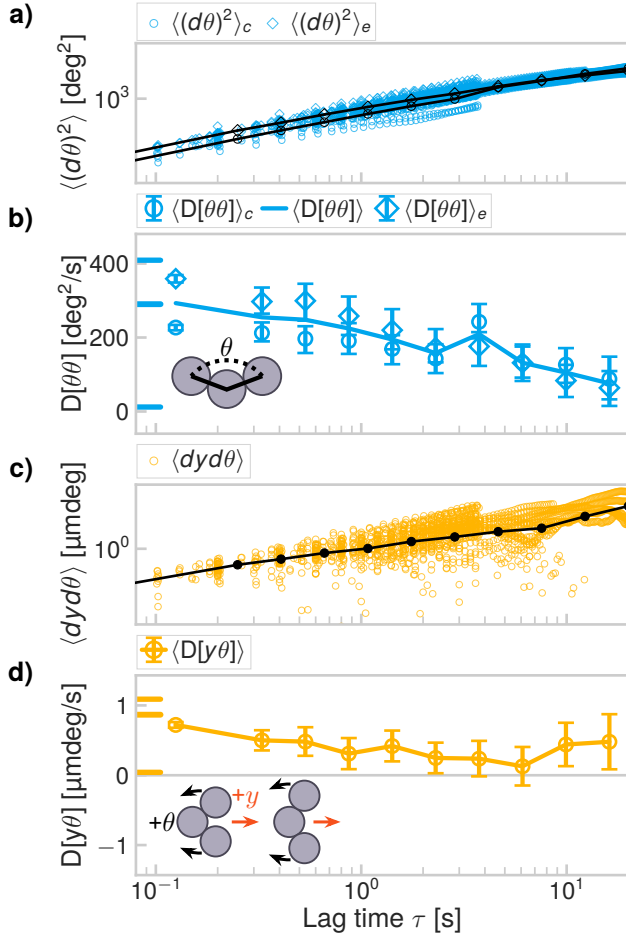 a)
⟨(dθ)²⟩c ⟨(dθ)²⟩e
⟨(dθ)²⟩ [deg²]
10³
b)
⟨D[θθ]⟩c ⟨D[θθ]⟩ ⟨D[θθ]⟩e
D[θθ] [deg²/s]
400
200
0
θ
c)
⟨dydθ⟩
⟨dydθ⟩ [µmdeg]
10⁰
d)
⟨D[yθ]⟩
D[yθ] [µmdeg/s]
1
0
−1
+θ
+y
10⁻¹ 10⁰ 10¹
Lag time τ [s]